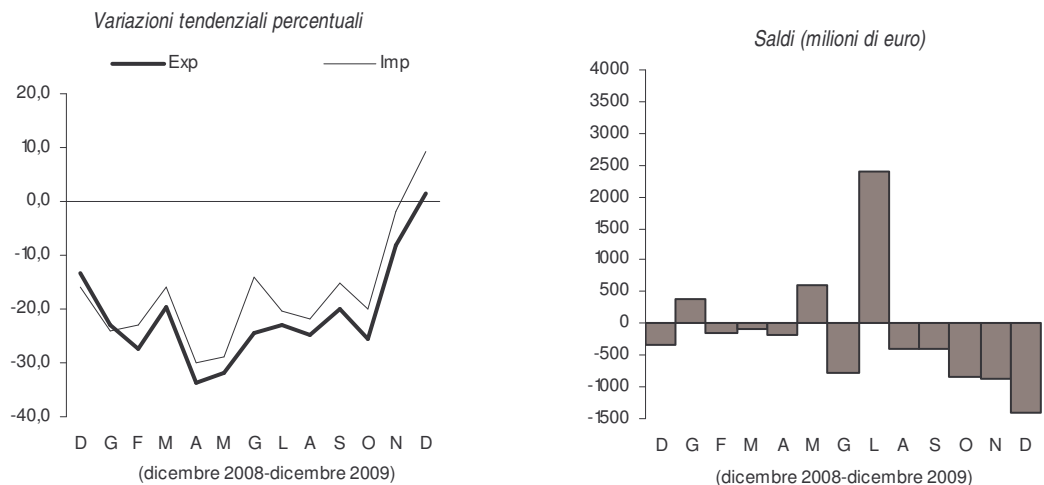 Variazioni tendenziali percentuali
Exp
Imp
20,0
10,0
0,0
-10,0
-20,0
-30,0
-40,0
D G F M A M G L A S O N D
(dicembre 2008-dicembre 2009)
Saldi (milioni di euro)
4000
3500
3000
2500
2000
1500
1000
500
0
-500
-1000
-1500
D G F M A M G L A S O N D
(dicembre 2008-dicembre 2009)